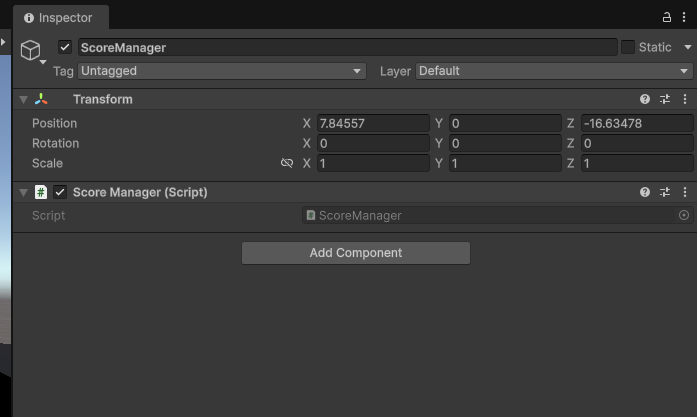 Inspector
ScoreManager Static
Tag Untagged Layer Default
Transform
Position X 7.84557 Y 0 Z -16.63478
Rotation X 0 Y 0 Z 0
Scale X 1 Y 1 Z 1
# Score Manager (Script)
Script ScoreManager
Add Component